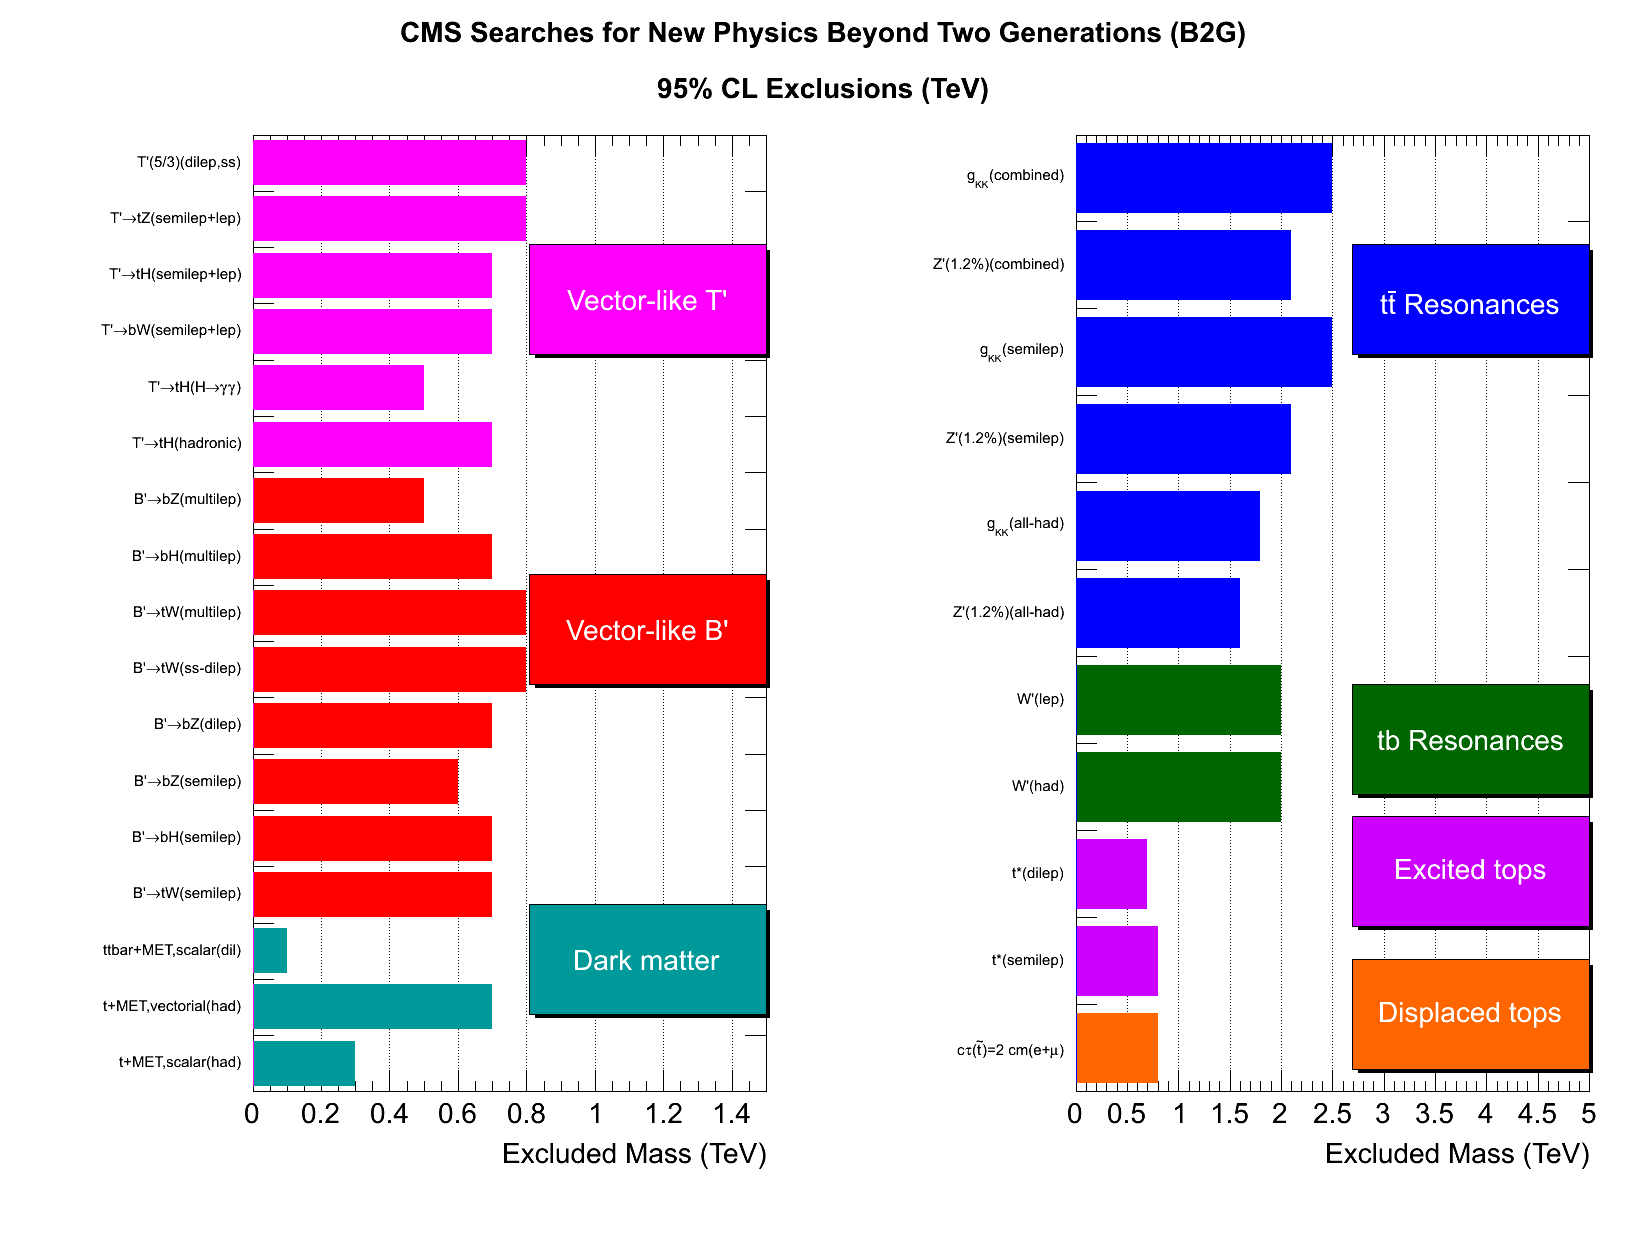 CMS Searches for New Physics Beyond Two Generations (B2G)
95% CL Exclusions (TeV)
T'(5/3)(dilep,ss)
T'→tZ(semilep+lep)
T'→tH(semilep+lep)
T'→bW(semilep+lep)
T'→tH(H→γγ)
T'→tH(hadronic)
B'→bZ(multilep)
B'→bH(multilep)
B'→tW(multilep)
B'→tW(ss-dilep)
B'→bZ(dilep)
B'→bZ(semilep)
B'→bH(semilep)
B'→tW(semilep)
ttbar+MET,scalar(dil)
t+MET,vectorial(had)
t+MET,scalar(had)
Vector-like T'
Vector-like B'
Dark matter
0 0.2 0.4 0.6 0.8 1 1.2 1.4
Excluded Mass (TeV)
gKK(combined)
Z'(1.2%)(combined)
gKK(semilep)
Z'(1.2%)(semilep)
gKK(all-had)
Z'(1.2%)(all-had)
W'(lep)
W'(had)
t*(dilep)
t*(semilep)
cτ(t̃)=2 cm(e+μ)
tt̄ Resonances
tb Resonances
Excited tops
Displaced tops
0 0.5 1 1.5 2 2.5 3 3.5 4 4.5 5
Excluded Mass (TeV)